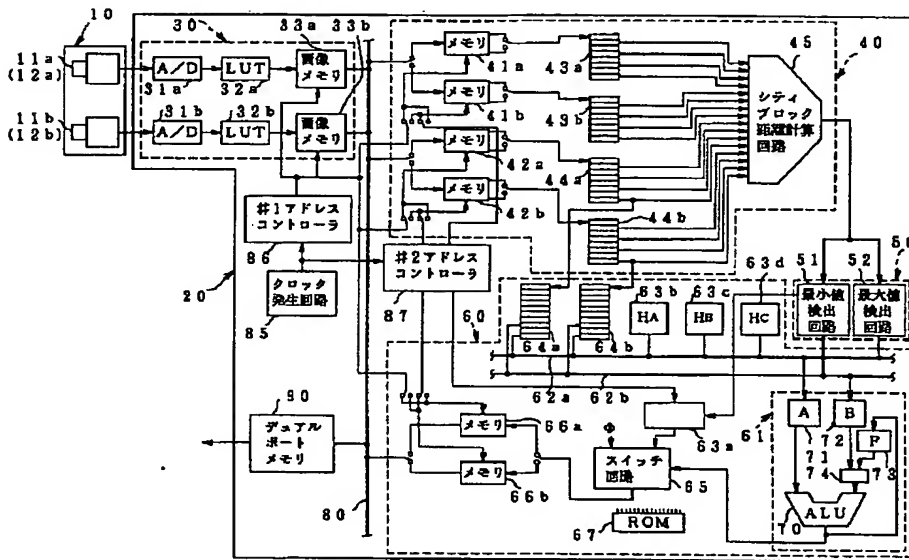 10
11a
(12a)
11b
(12b)
30
A/D
31a
LUT
32a
33a
33b
画像
メモリ
31b
A/D
32b
LUT
画像
メモリ
メモリ
41a
メモリ
41b
メモリ
42a
メモリ
42b
43a
43b
44a
44b
45
40
シティ
ブロック
距離計算
回路
#1アドレス
コントローラ
86
クロック
発生回路
85
20
#2アドレス
コントローラ
87
60
64a
64b
HA
63b
HB
63c
HC
63d
51
最小値
検出
回路
52
最大値
検出
回路
50
62a
62b
63a
61
A
71
B
72
F
73
74
ALU
70
90
デュアル
ポート
メモリ
80
メモリ
66a
メモリ
66b
Φ
スイッチ
回路
65
67
ROM